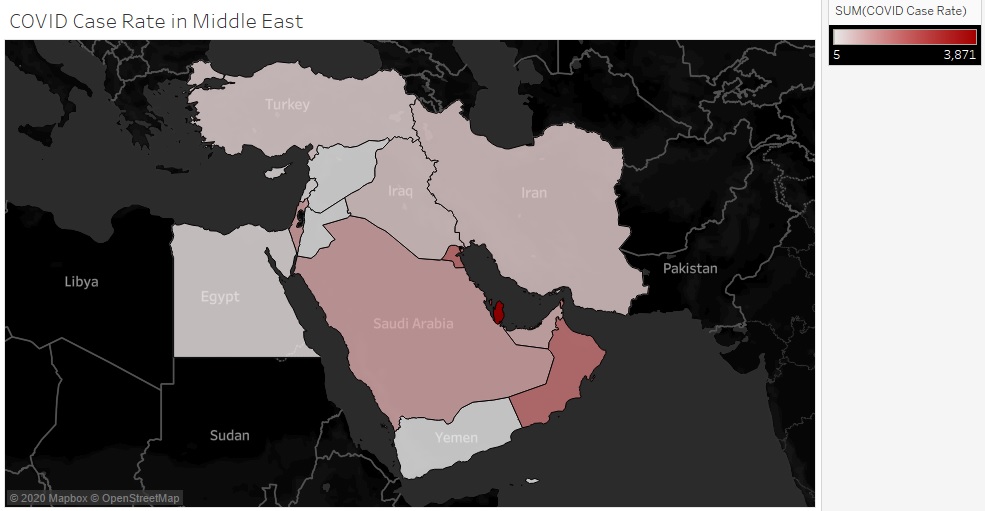 COVID Case Rate in Middle East
SUM(COVID Case Rate)
5 3,871
Turkey
Iraq
Iran
Libya
Egypt
Pakistan
Saudi Arabia
Sudan
Yemen
© 2020 Mapbox © OpenStreetMap